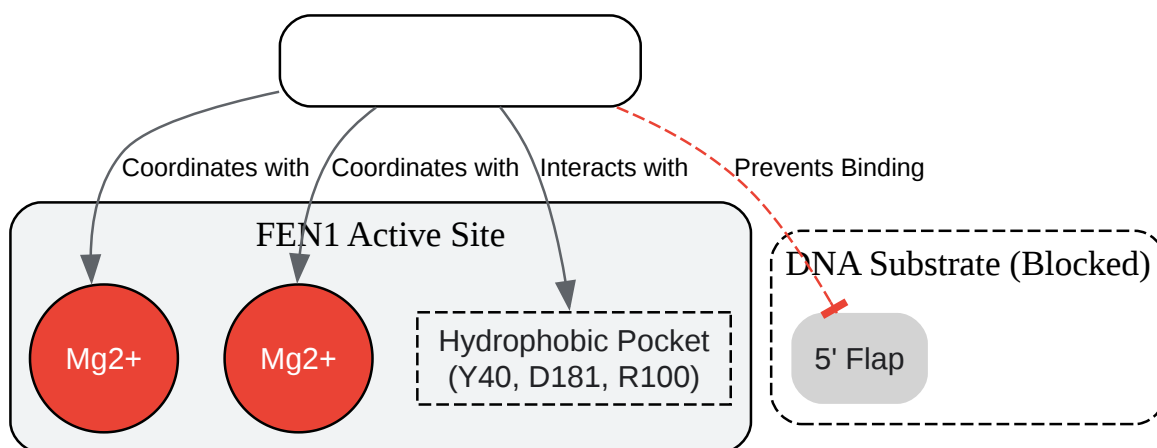 Coordinates with
Coordinates with
Interacts with
Prevents Binding
FEN1 Active Site
DNA Substrate (Blocked)
Mg2+
Mg2+
Hydrophobic Pocket
(Y40, D181, R100)
5' Flap